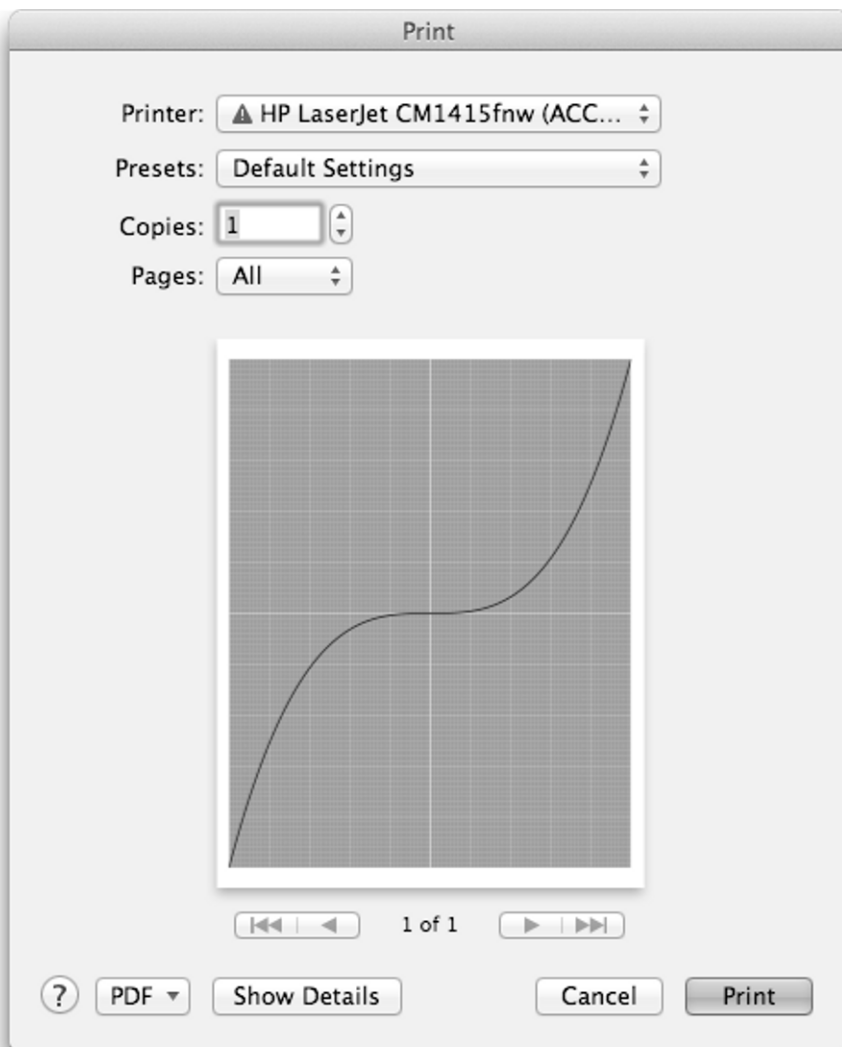 Print
Printer: HP LaserJet CM1415fnw (ACC...
Presets: Default Settings
Copies: 1
Pages: All
1 of 1
? PDF Show Details Cancel Print